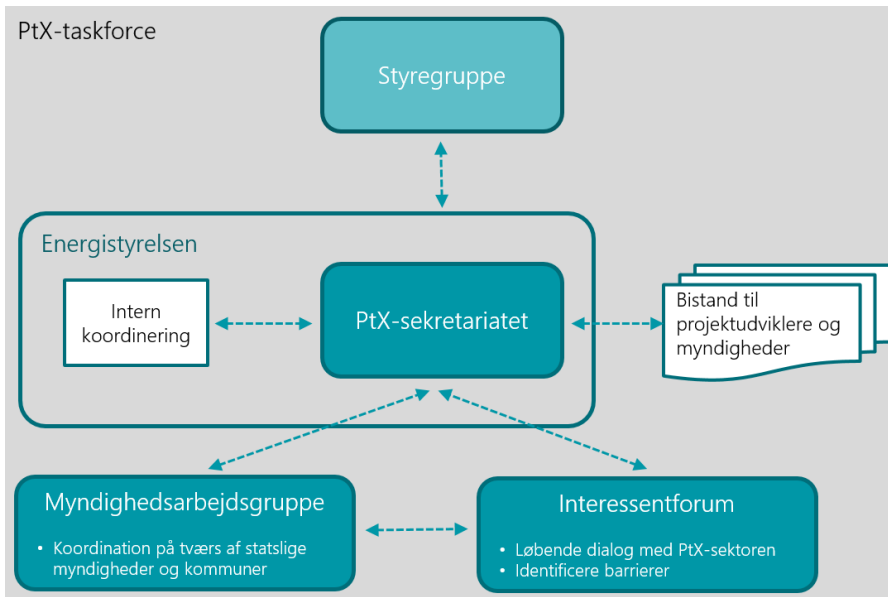 PtX-taskforce
Styregruppe
Energistyrelsen
Intern
koordinering
PtX-sekretariatet
Bistand til
projektudviklere og
myndigheder
Myndighedsarbejdsgruppe
• Koordination på tværs af statslige
myndigheder og kommuner
Interessentforum
• Løbende dialog med PtX-sektoren
• Identificere barrierer